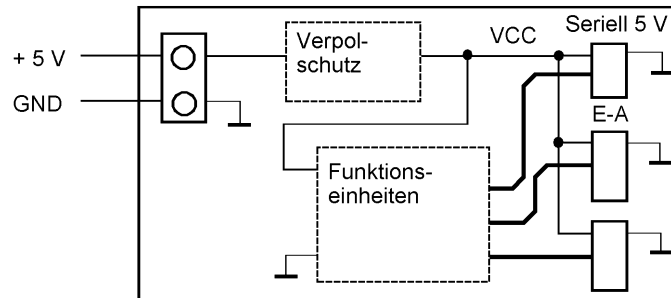 Seriell 5 V
Verpol-
schutz
VCC
+ 5 V
GND
E-A
Funktions-
einheiten